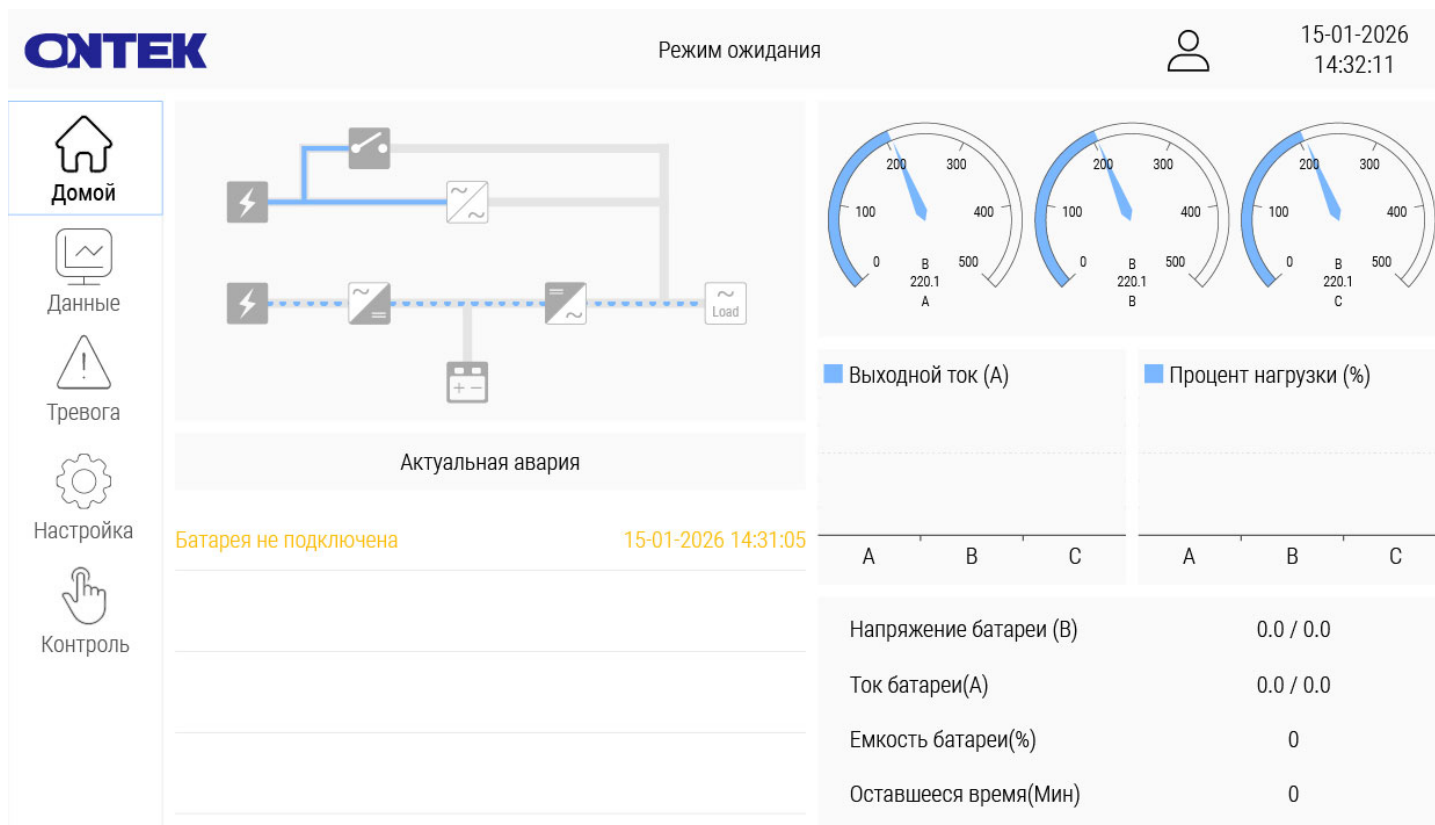 ONTEK
Режим ожидания
15-01-2026
14:32:11
Домой
Данные
Тревога
Настройка
Контроль
Load
Актуальная авария
Батарея не подключена 15-01-2026 14:31:05
0 100 200 300 400 500
В
220.1
A
0 100 200 300 400 500
В
220.1
B
0 100 200 300 400 500
В
220.1
C
Выходной ток (А)
A B C
Процент нагрузки (%)
A B C
Напряжение батареи (В) 0.0 / 0.0
Ток батареи(А) 0.0 / 0.0
Емкость батареи(%) 0
Оставшееся время(Мин) 0